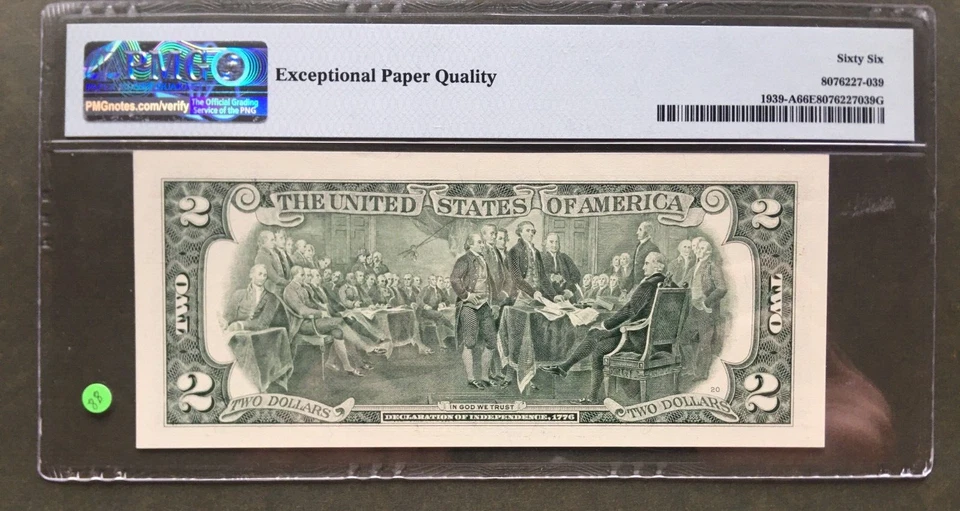 PMG
PMGnotes.com/verify
The Official Grading
Service of the PNG
Exceptional Paper Quality
Sixty Six
8076227-039
1939-A66E8076227039G
THE UNITED STATES OF AMERICA
2
2
TWO
TWO
2
2
20
TWO DOLLARS
IN GOD WE TRUST
TWO DOLLARS
DECLARATION OF INDEPENDENCE, 1776
88